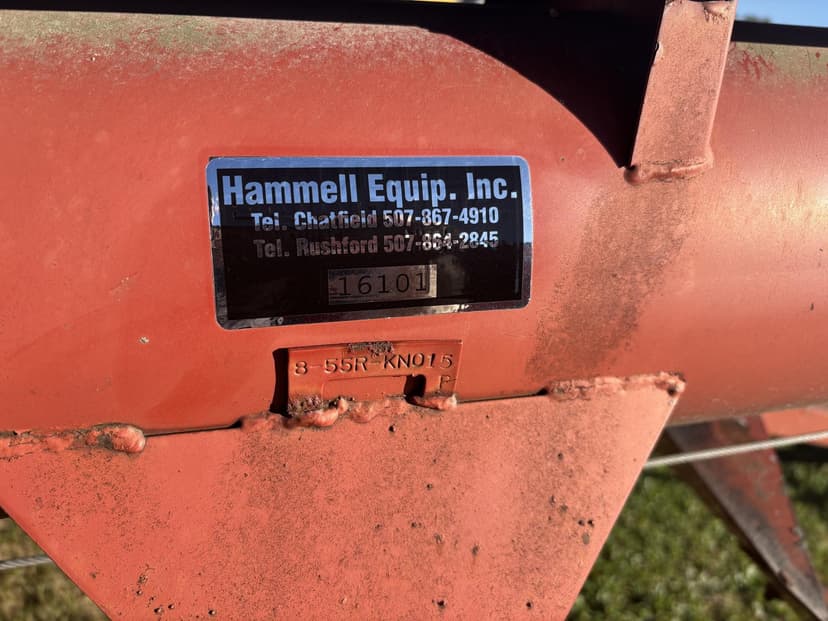 Hammell Equip. Inc.
Tel. Chatfield 507-867-4910
Tel. Rushford 507-864-2845
16101
8-55R-KN015
P